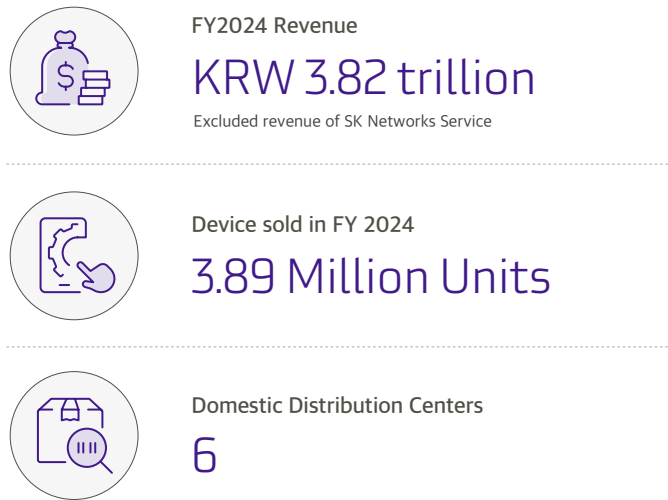 FY2024 Revenue
KRW 3.82 trillion
Excluded revenue of SK Networks Service
Device sold in FY 2024
3.89 Million Units
Domestic Distribution Centers
6